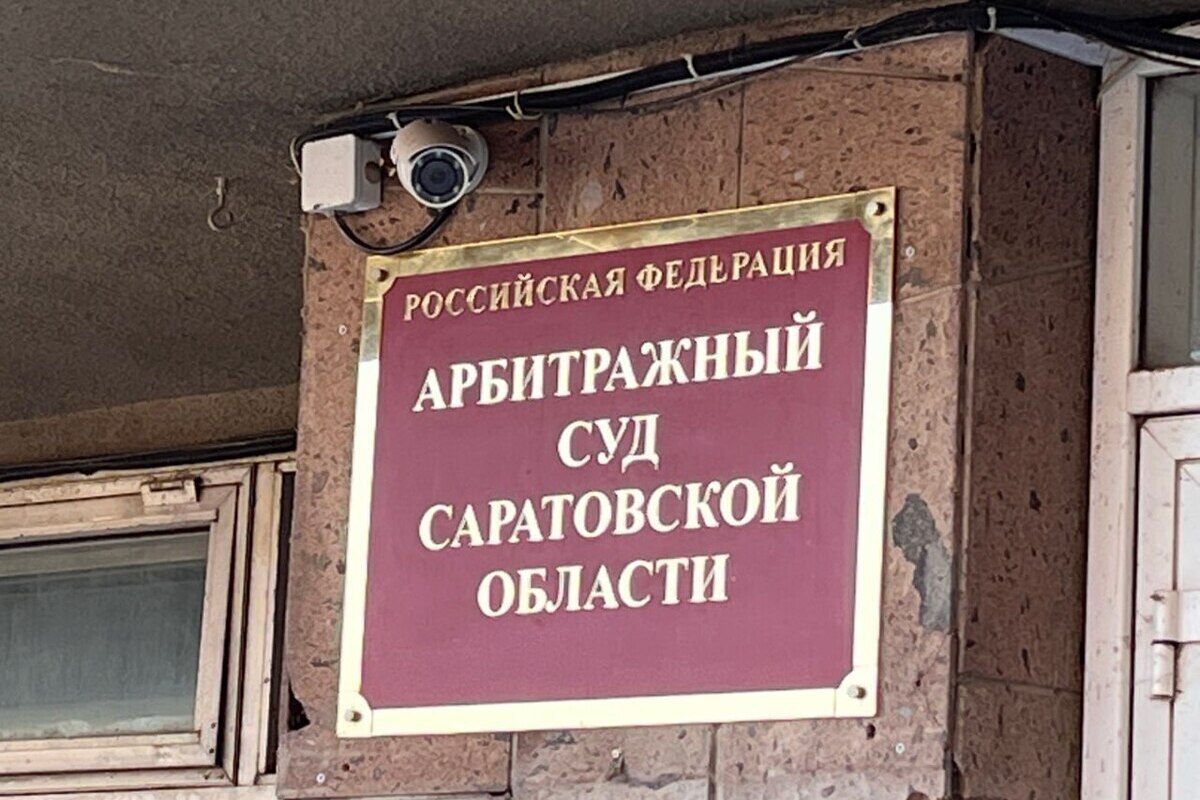 РОССИЙСКАЯ ФЕДЕРАЦИЯ
АРБИТРАЖНЫЙ
СУД
САРАТОВСКОЙ
ОБЛАСТИ